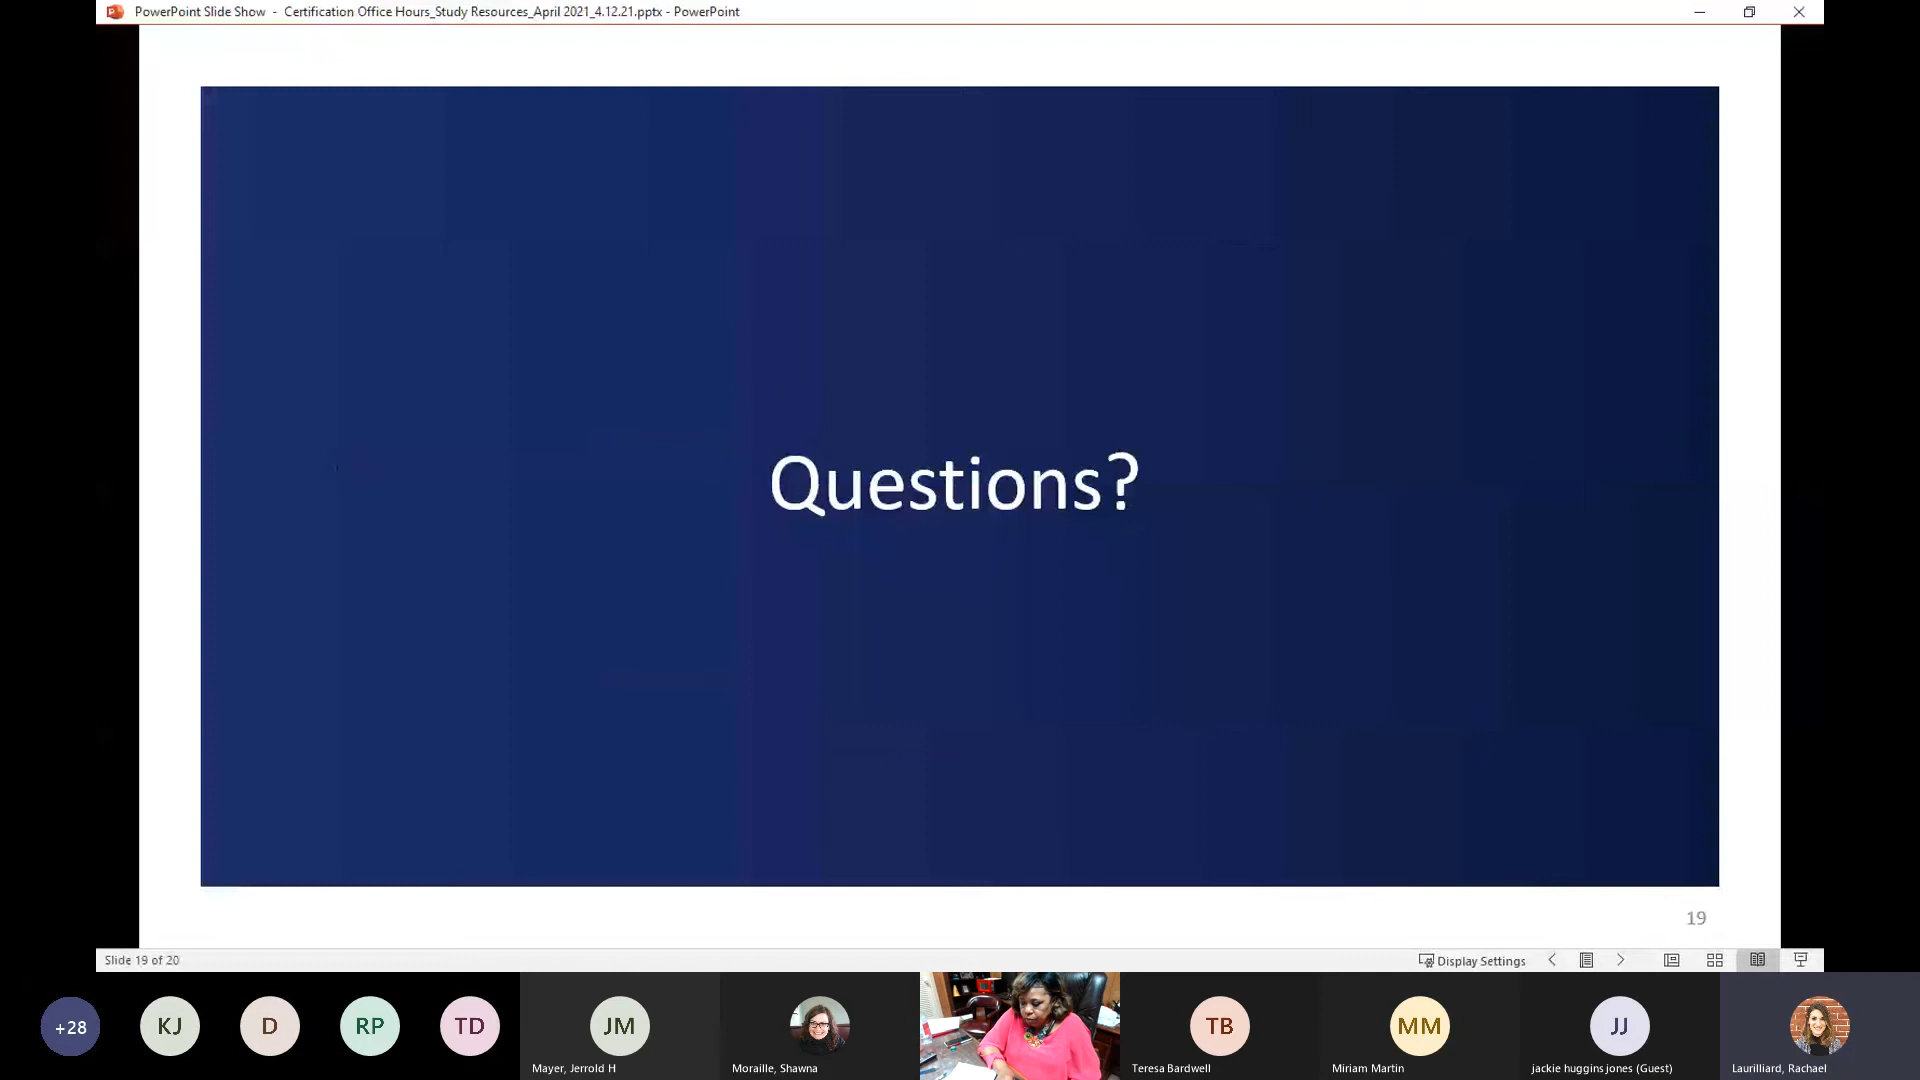 PowerPoint Slide Show - Certification Office Hours_Study Resources_April 2021_4.12.21.pptx - PowerPoint
Questions?
19
Slide 19 of 20
Display Settings
+28
KJ
D
RP
TD
JM
TB
MM
JJ
Mayer, Jerrold H
Moraille, Shawna
Teresa Bardwell
Miriam Martin
jackie huggins jones (Guest)
Laurilliard, Rachael